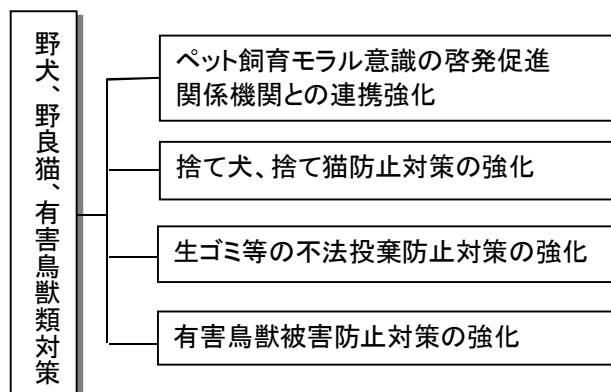 野犬、野良猫、有害鳥獣類対策
ペット飼育モラル意識の啓発促進
関係機関との連携強化
捨て犬、捨て猫防止対策の強化
生ゴミ等の不法投棄防止対策の強化
有害鳥獣被害防止対策の強化